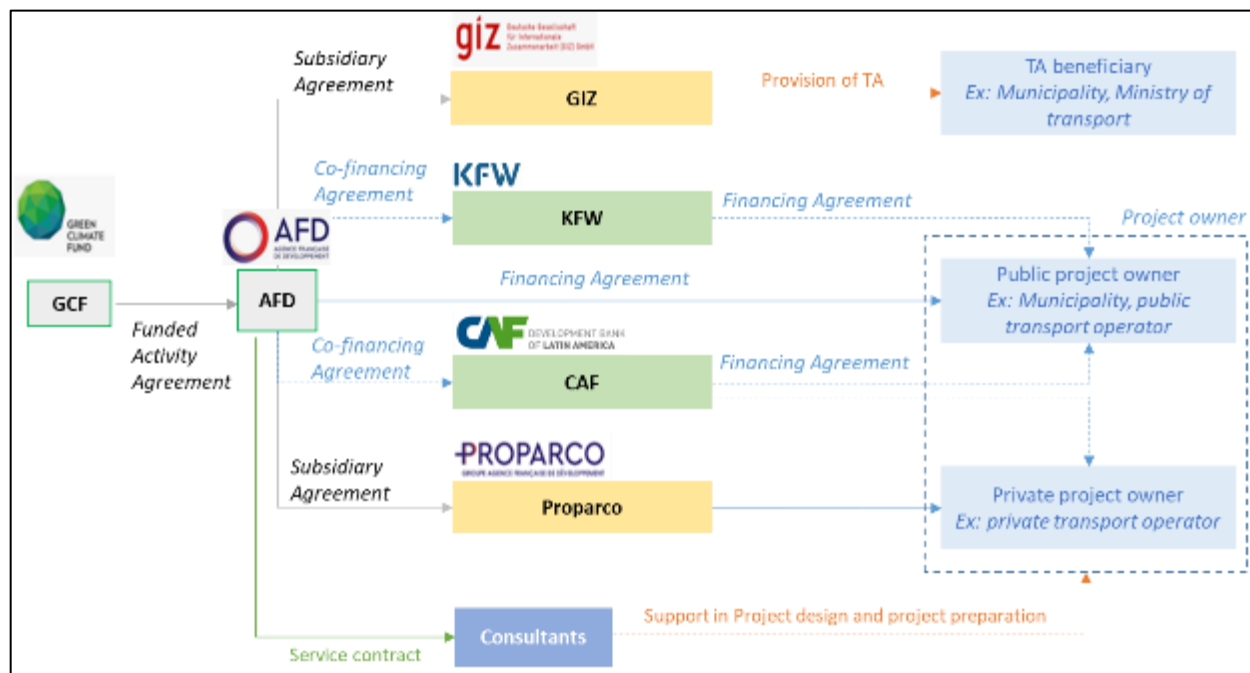 giz
Deutsche Gesellschaft
für Internationale
Zusammenarbeit (GIZ) GmbH
Subsidiary
Agreement
GIZ
Provision of TA
TA beneficiary
Ex: Municipality, Ministry of
transport
Co-financing
Agreement
KFW
KFW
Financing Agreement
Project owner
GREEN
CLIMATE
FUND
AFD
AGENCE FRANÇAISE
DE DÉVELOPPEMENT
GCF
AFD
Funded
Activity
Agreement
Financing Agreement
Public project owner
Ex: Municipality, public
transport operator
Co-financing
Agreement
CAF
DEVELOPMENT BANK
OF LATIN AMERICA
CAF
Financing Agreement
Subsidiary
Agreement
PROPARCO
GROUPE AGENCE FRANÇAISE DE DÉVELOPPEMENT
Proparco
Private project owner
Ex: private transport operator
Consultants
Support in Project design and project preparation
Service contract